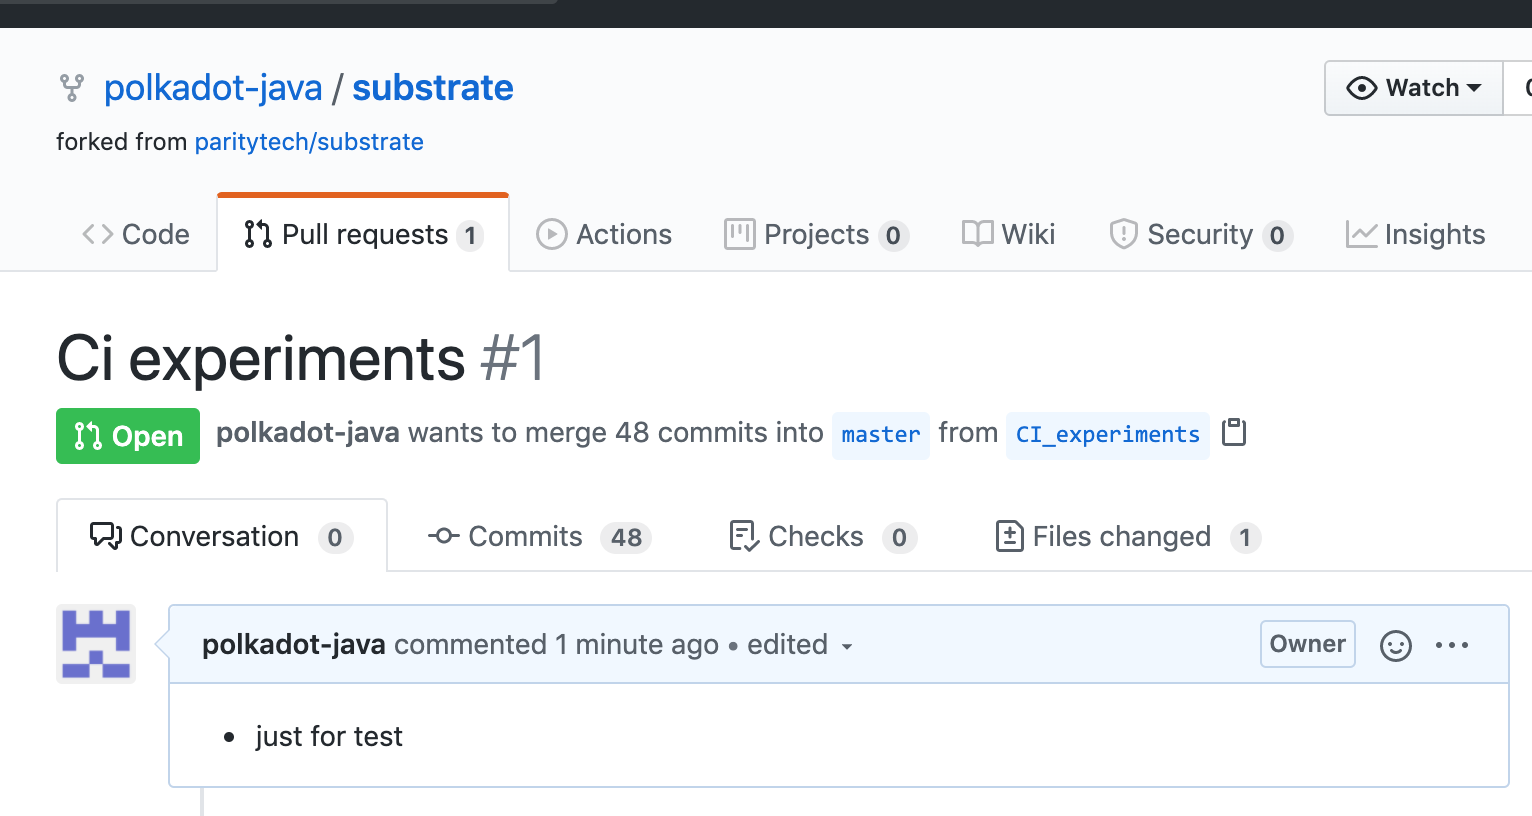 polkadot-java / substrate
Watch
forked from paritytech/substrate
Code Pull requests 1 Actions Projects 0 Wiki Security 0 Insights
Ci experiments #1
Open polkadot-java wants to merge 48 commits into master from CI_experiments
Conversation 0 Commits 48 Checks 0 Files changed 1
polkadot-java commented 1 minute ago • edited Owner
• just for test